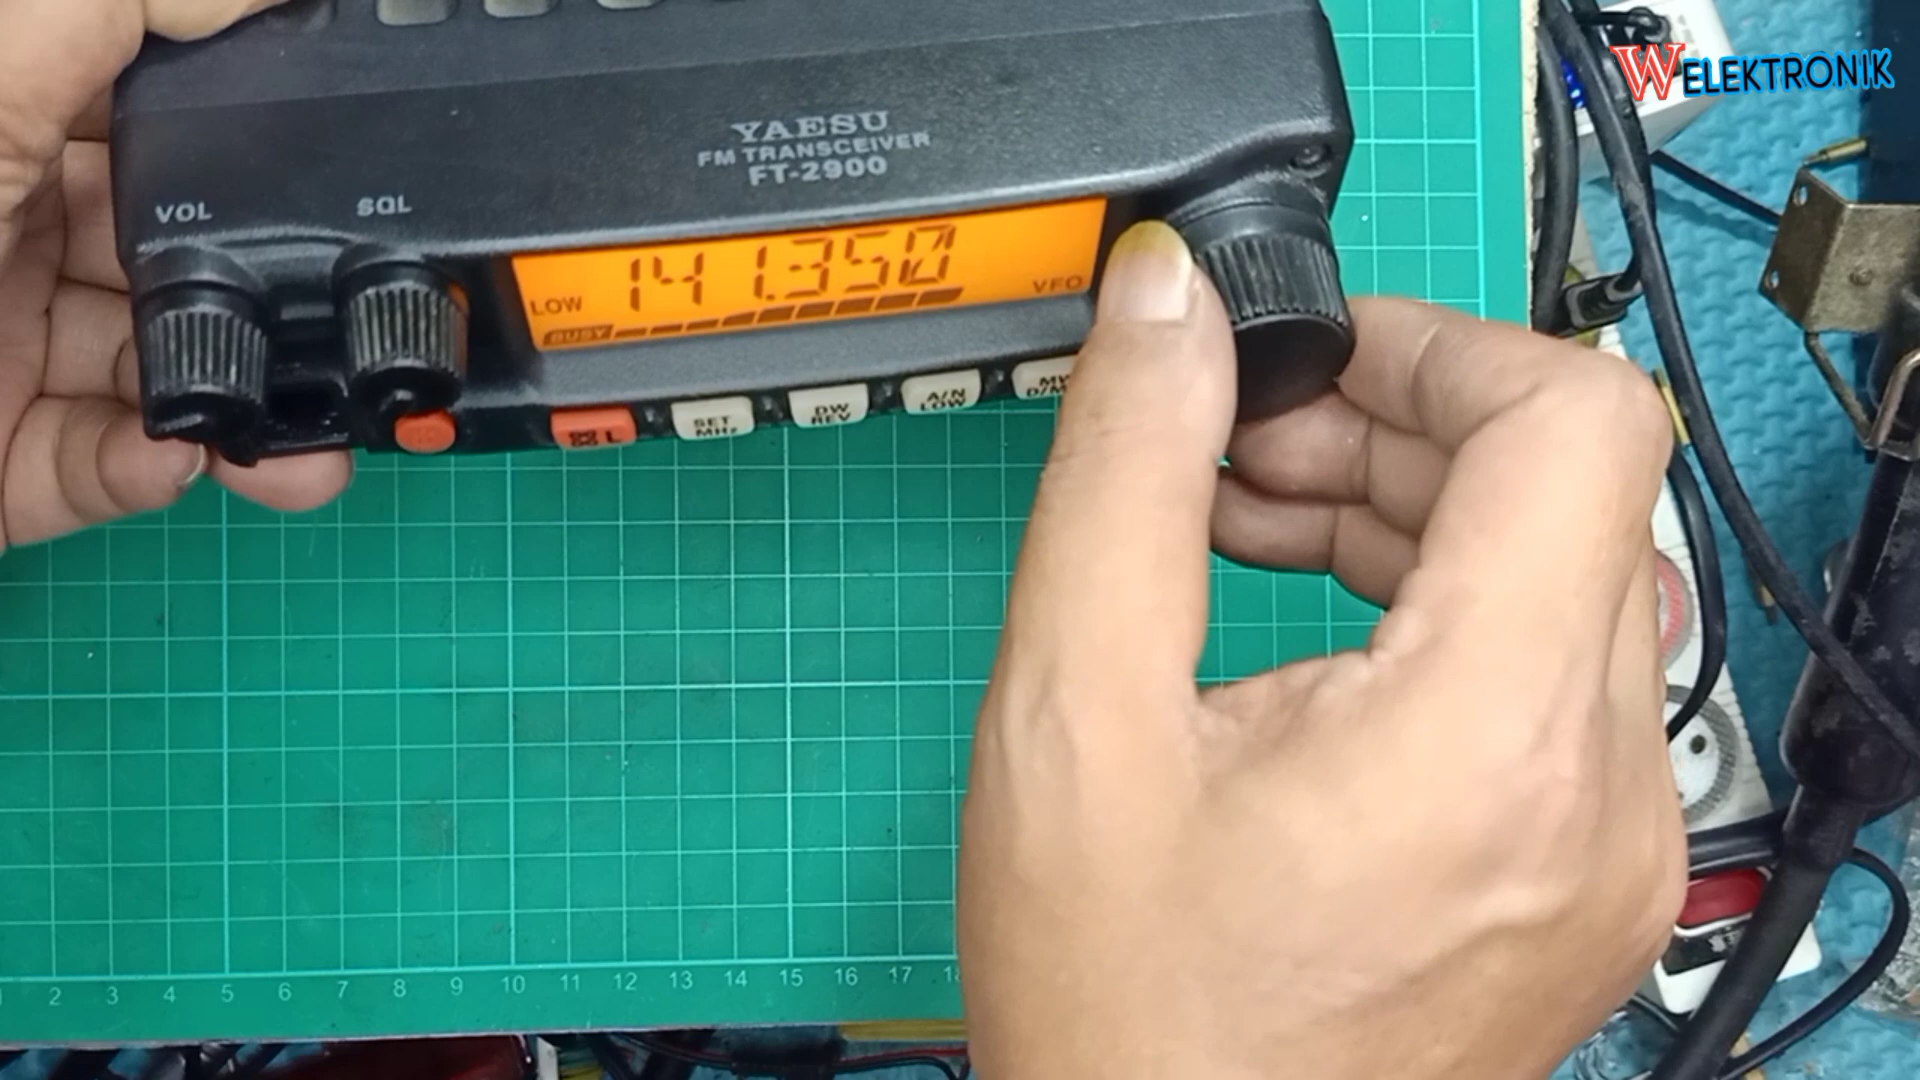 WELEKTRONIK
YAESU
FM TRANSCEIVER
FT-2900
VOL
SQL
141.350
LOW
VFO
BUSY
SET
MHz
DW
REV
A/N
LOW
1 2 3 4 5 6 7 8 9 10 11 12 13 14 15 16 17 18